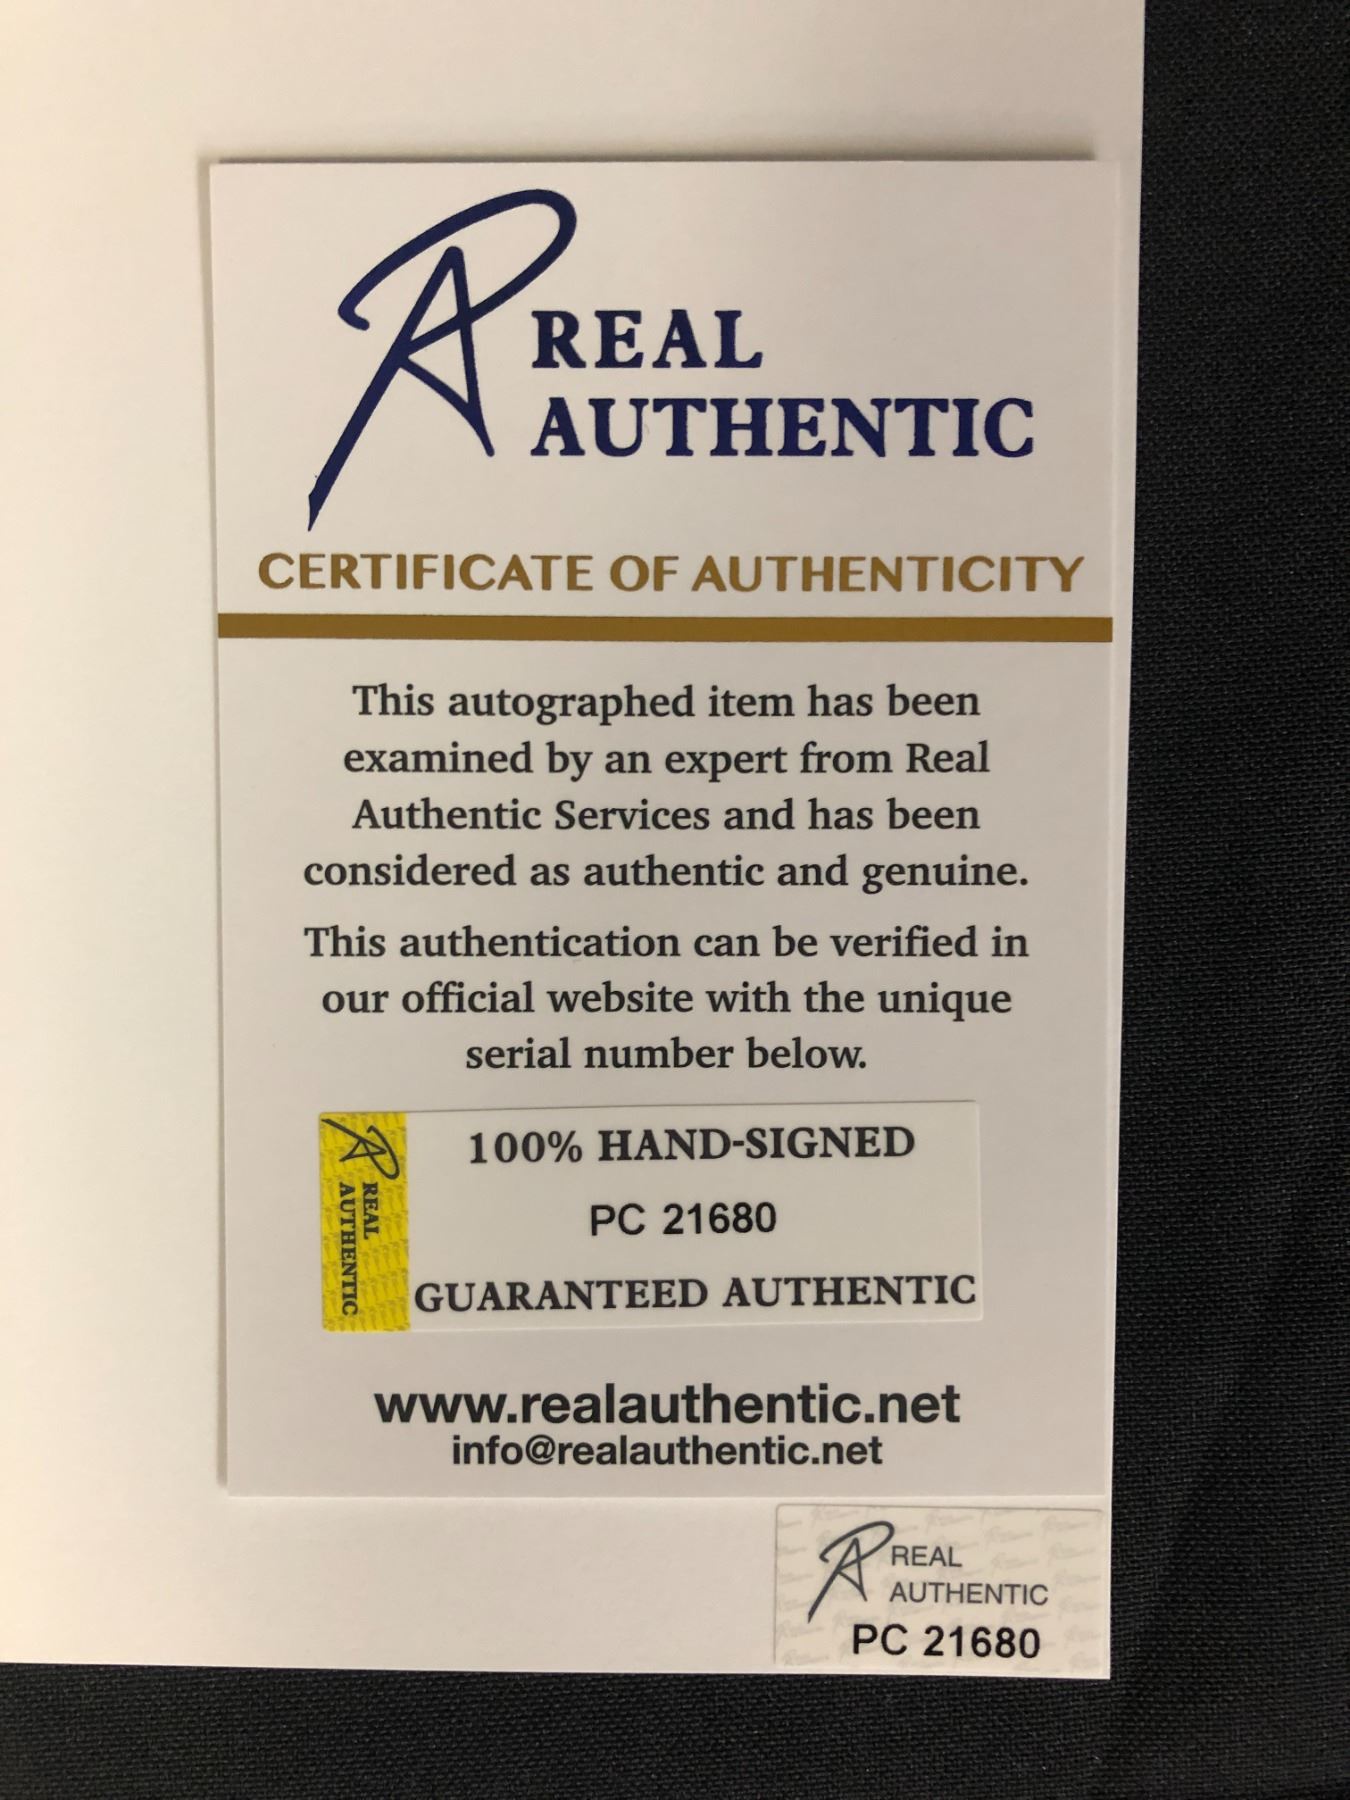 REAL
AUTHENTIC
CERTIFICATE OF AUTHENTICITY
This autographed item has been
examined by an expert from Real
Authentic Services and has been
considered as authentic and genuine.
This authentication can be verified in
our official website with the unique
serial number below.
REAL
AUTHENTIC
100% HAND-SIGNED
PC 21680
GUARANTEED AUTHENTIC
www.realauthentic.net
info@realauthentic.net
REAL
AUTHENTIC
PC 21680